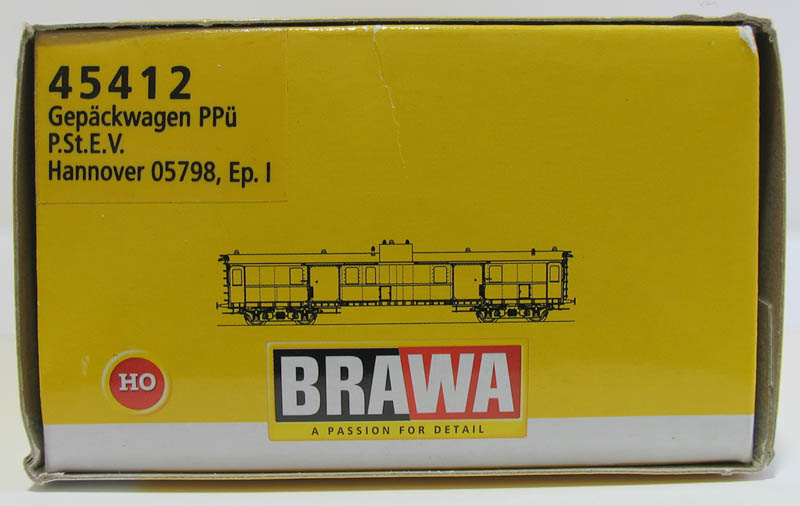 45412
Gepäckwagen PPü
P.St.E.V.
Hannover 05798, Ep. I
HO
BRAWA
A PASSION FOR DETAIL